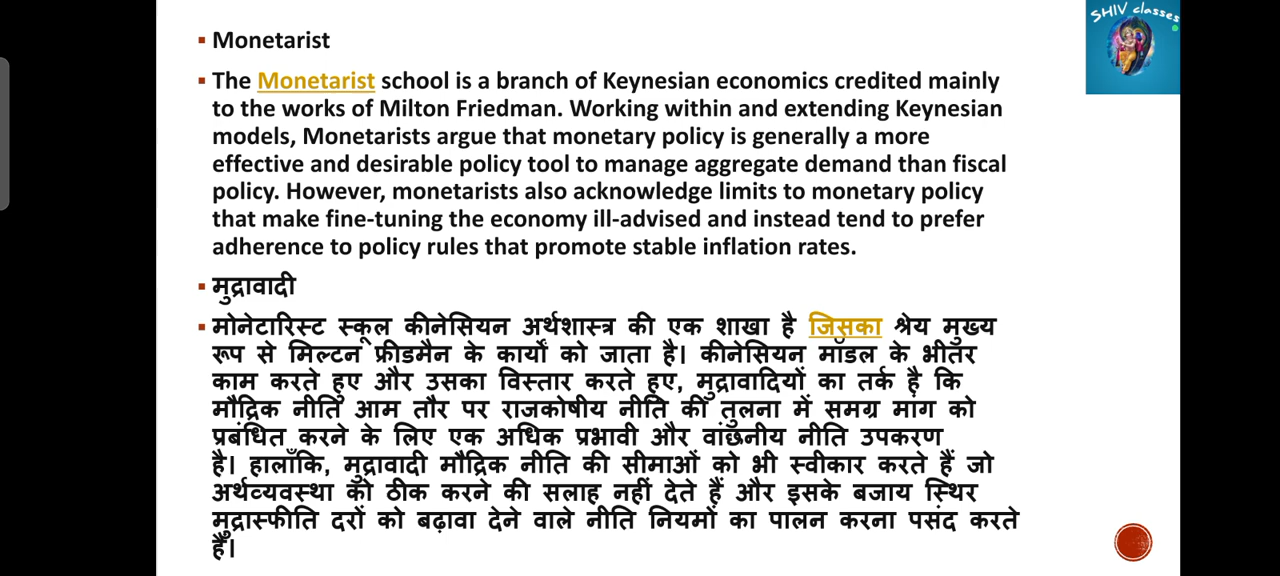 SHIV classes
▪ Monetarist
▪ The Monetarist school is a branch of Keynesian economics credited mainly
to the works of Milton Friedman. Working within and extending Keynesian
models, Monetarists argue that monetary policy is generally a more
effective and desirable policy tool to manage aggregate demand than fiscal
policy. However, monetarists also acknowledge limits to monetary policy
that make fine-tuning the economy ill-advised and instead tend to prefer
adherence to policy rules that promote stable inflation rates.
▪ मुद्रावादी
▪ मोनेटारिस्ट स्कूल कीनेसियन अर्थशास्त्र की एक शाखा है जिसका श्रेय मुख्य
रूप से मिल्टन फ्रीडमैन के कार्यों को जाता है। कीनेसियन मॉडल के भीतर
काम करते हुए और उसका विस्तार करते हुए, मुद्रावादियों का तर्क है कि
मौद्रिक नीति आम तौर पर राजकोषीय नीति की तुलना में समग्र मांग को
प्रबंधित करने के लिए एक अधिक प्रभावी और वांछनीय नीति उपकरण
है। हालाँकि, मुद्रावादी मौद्रिक नीति की सीमाओं को भी स्वीकार करते हैं जो
अर्थव्यवस्था को ठीक करने की सलाह नहीं देते हैं और इसके बजाय स्थिर
मुद्रास्फीति दरों को बढ़ावा देने वाले नीति नियमों का पालन करना पसंद करते
हैं।